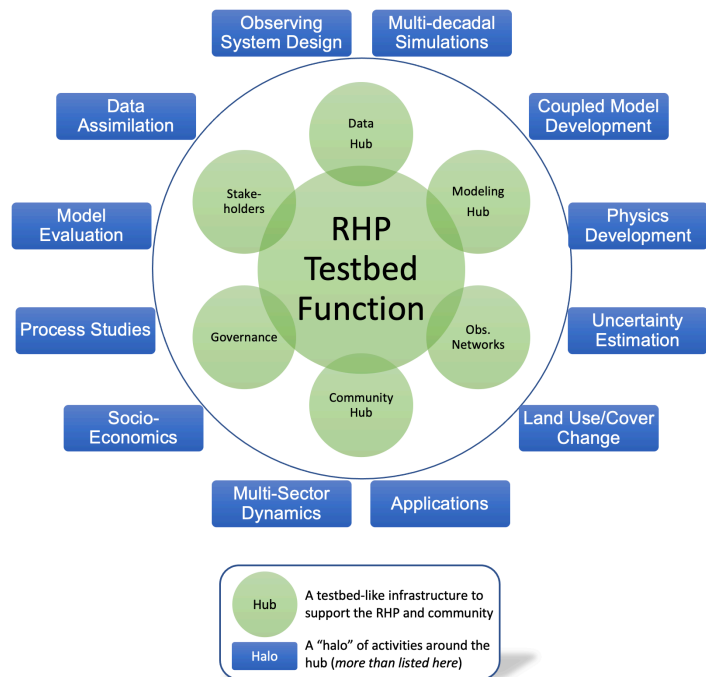 Observing
System Design
Multi-decadal
Simulations
Data
Assimilation
Coupled Model
Development
Data
Hub
Stake-
holders
Modeling
Hub
Model
Evaluation
Physics
Development
RHP
Testbed
Function
Process Studies
Governance
Obs.
Networks
Uncertainty
Estimation
Community
Hub
Socio-
Economics
Land Use/Cover
Change
Multi-Sector
Dynamics
Applications
Hub
A testbed-like infrastructure to
support the RHP and community
Halo
A “halo” of activities around the
hub (more than listed here)